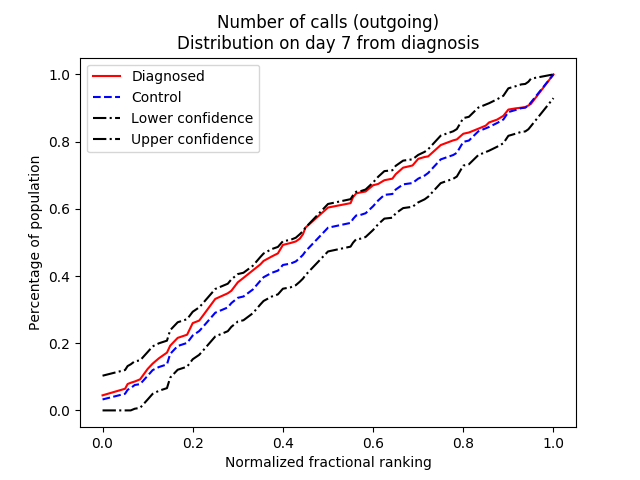 Number of calls (outgoing)
Distribution on day 7 from diagnosis
Diagnosed
Control
Lower confidence
Upper confidence
Percentage of population
1.0
0.8
0.6
0.4
0.2
0.0
0.0 0.2 0.4 0.6 0.8 1.0
Normalized fractional ranking